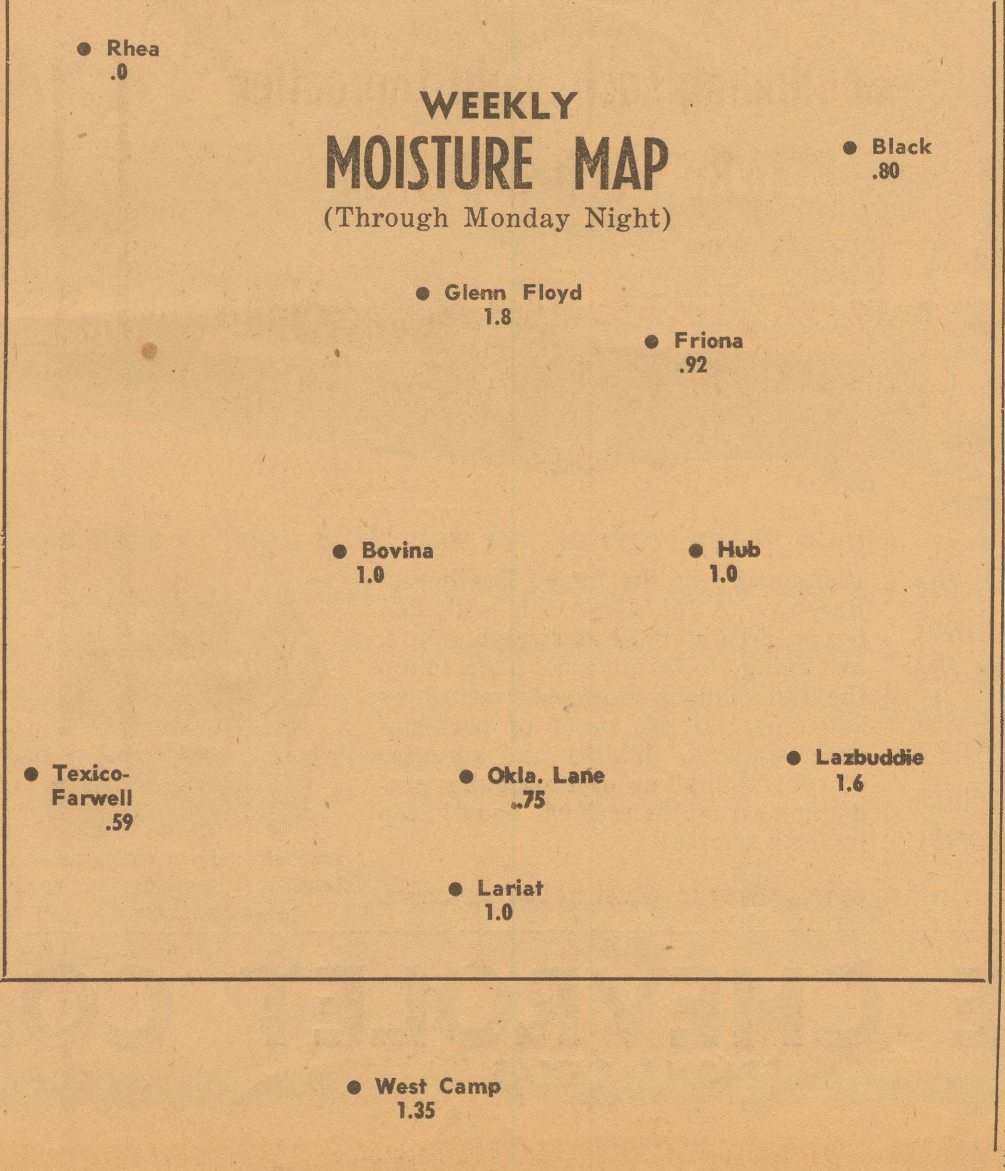 Rhea
.0
WEEKLY
MOISTURE MAP
(Through Monday Night)
Black
.80
Glenn Floyd
1.8
Friona
.92
Bovina
1.0
Hub
1.0
Texico-
Farwell
.59
Okla. Lane
.75
Lazbuddie
1.6
Lariat
1.0
West Camp
1.35